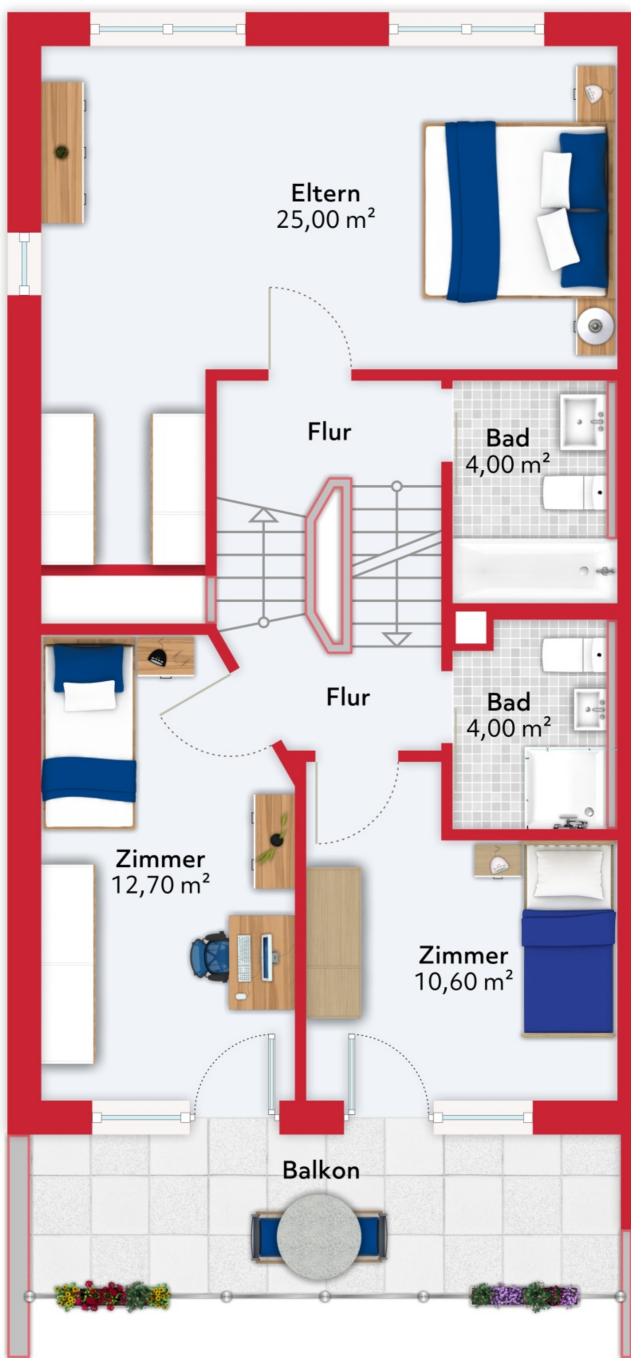 Eltern
25,00 m²
Flur
Bad
4,00 m²
Flur
Bad
4,00 m²
Zimmer
12,70 m²
Zimmer
10,60 m²
Balkon